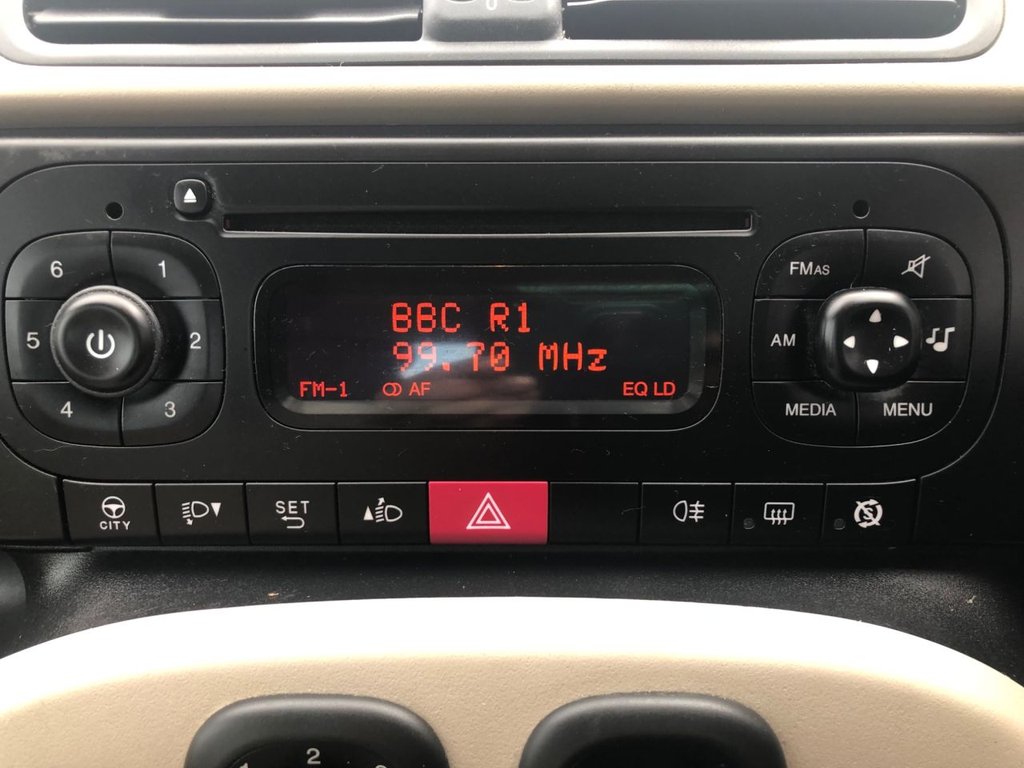 6 1
5 2
4 3
BBC R1
99.70 MHz
FM-1 AF EQ LD
FMAS
AM
MEDIA MENU
CITY
SET
2